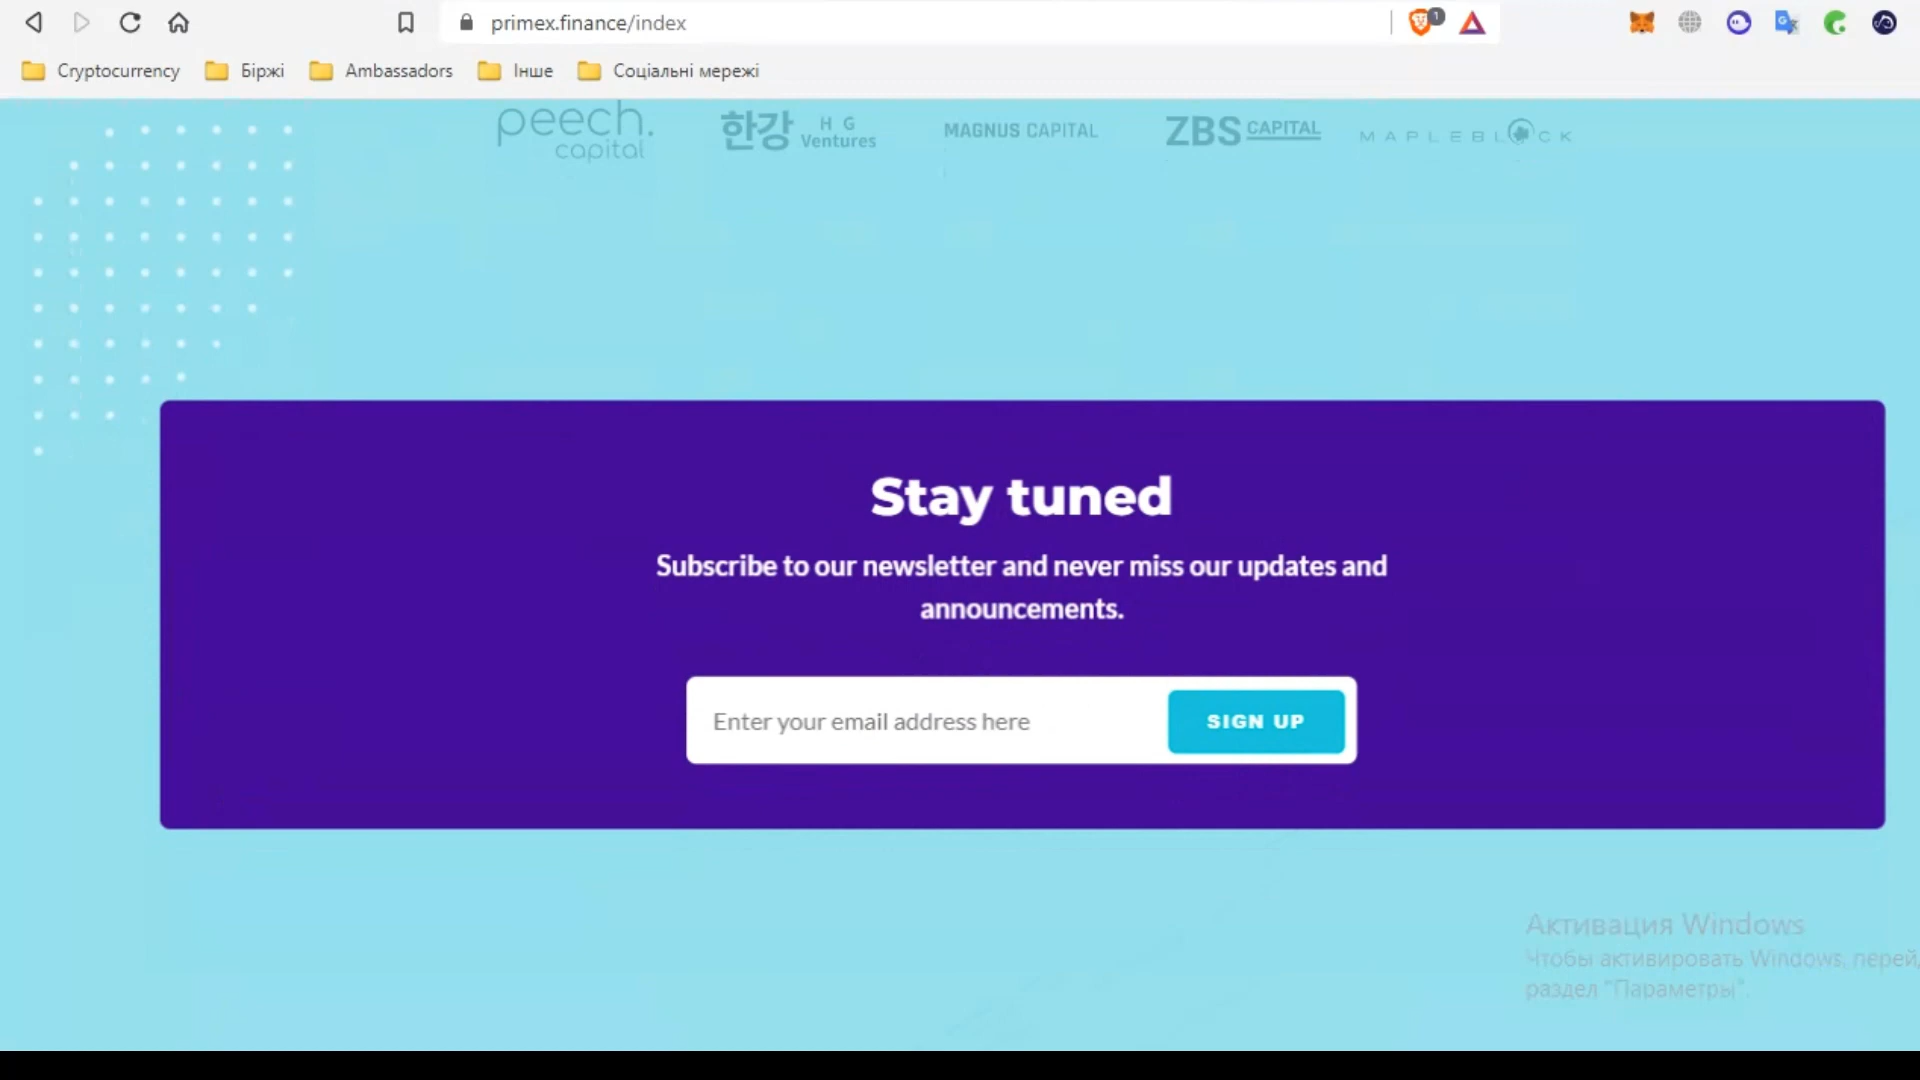 primex.finance/index
1
Cryptocurrency Біржі Ambassadors Інше Соціальні мережі
peech. capital
한강 H G Ventures
MAGNUS CAPITAL
ZBS CAPITAL
MAPLEBLOCK
Stay tuned
Subscribe to our newsletter and never miss our updates and
announcements.
Enter your email address here
SIGN UP
Активация Windows
Чтобы активировать Windows, перей
раздел "Параметры".